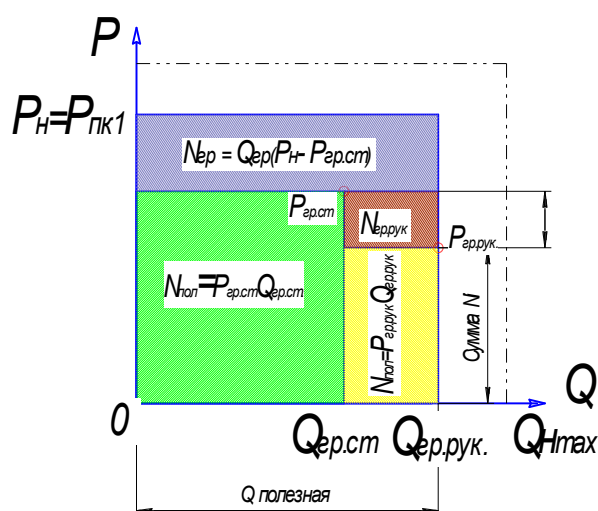 P
Pн=Pпк1
Nгр = Qгр(Pн- Pгр.ст)
Pгр.ст
Nгр.рук
Pгр.рук.
Nпол=Pгр.стQгр.ст
Nпол=Pгр.рукQгр.рук
Сумма N
0
Qгр.ст
Qгр.рук.
QНmax
Q
Q полезная